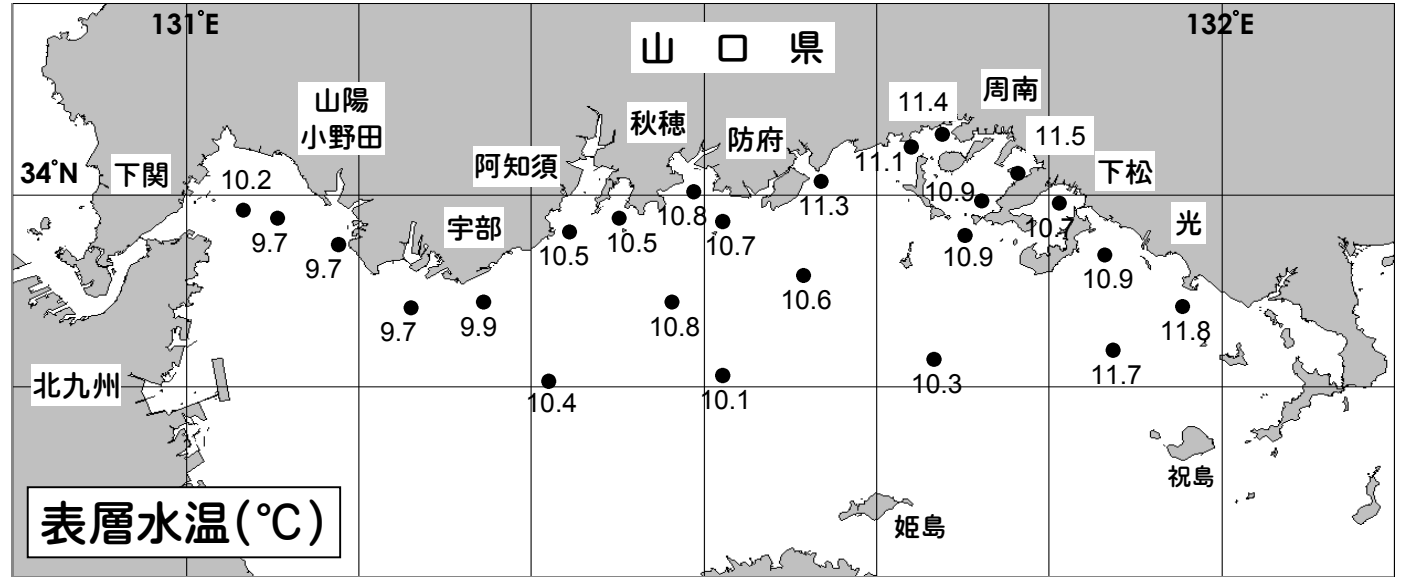 131°E
132°E
山 口 県
山陽
小野田
秋穂
防府
11.4
周南
11.5
34°N
下関
阿知須
11.1
下松
10.2
10.9
10.8
11.3
10.7
光
9.7
宇部
10.5
10.5
10.7
9.7
10.9
10.9
10.6
9.7
9.9
10.8
11.8
北九州
10.4
10.1
10.3
11.7
祝島
表層水温(℃)
姫島